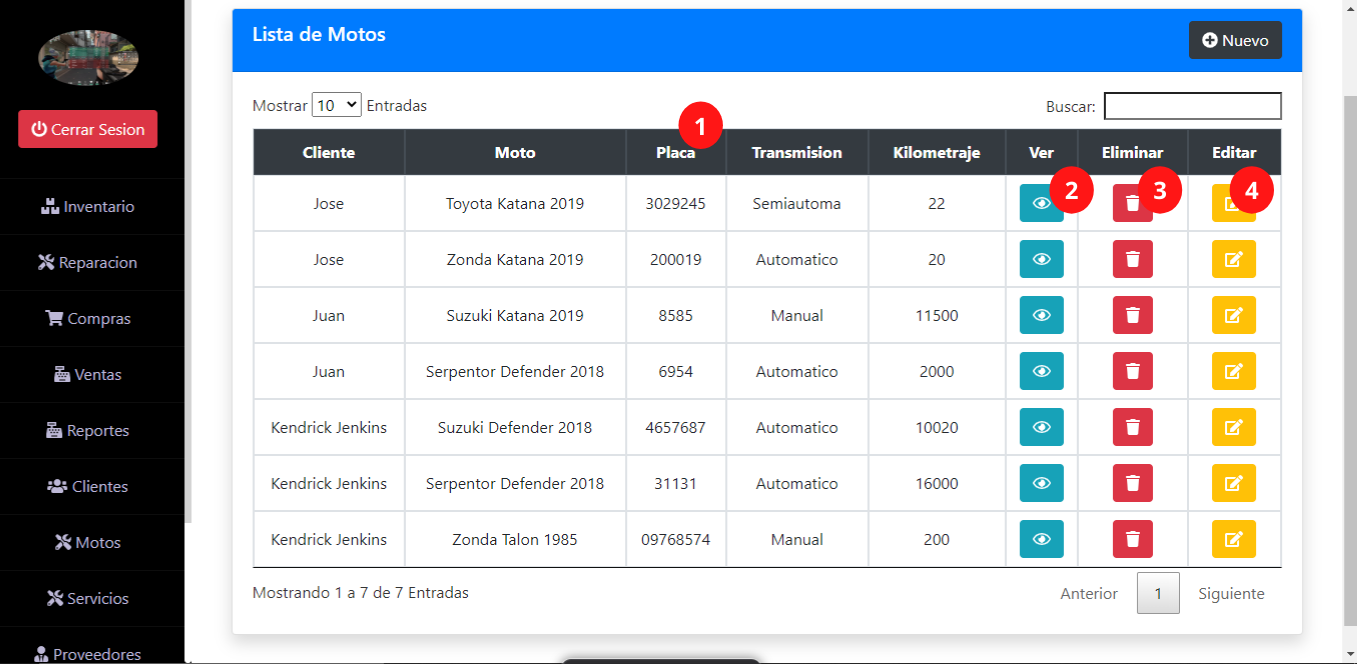 Lista de Motos
Nuevo
Cerrar Sesion
Inventario
Reparacion
Compras
Ventas
Reportes
Clientes
Motos
Servicios
Proveedores
Mostrar 10 Entradas
Buscar:
1
Cliente Moto Placa Transmision Kilometraje Ver Eliminar Editar
2 3 4
Jose Toyota Katana 2019 3029245 Semiautoma 22
Jose Zonda Katana 2019 200019 Automatico 20
Juan Suzuki Katana 2019 8585 Manual 11500
Juan Serpentor Defender 2018 6954 Automatico 2000
Kendrick Jenkins Suzuki Defender 2018 4657687 Automatico 10020
Kendrick Jenkins Serpentor Defender 2018 31131 Automatico 16000
Kendrick Jenkins Zonda Talon 1985 09768574 Manual 200
Mostrando 1 a 7 de 7 Entradas
Anterior 1 Siguiente